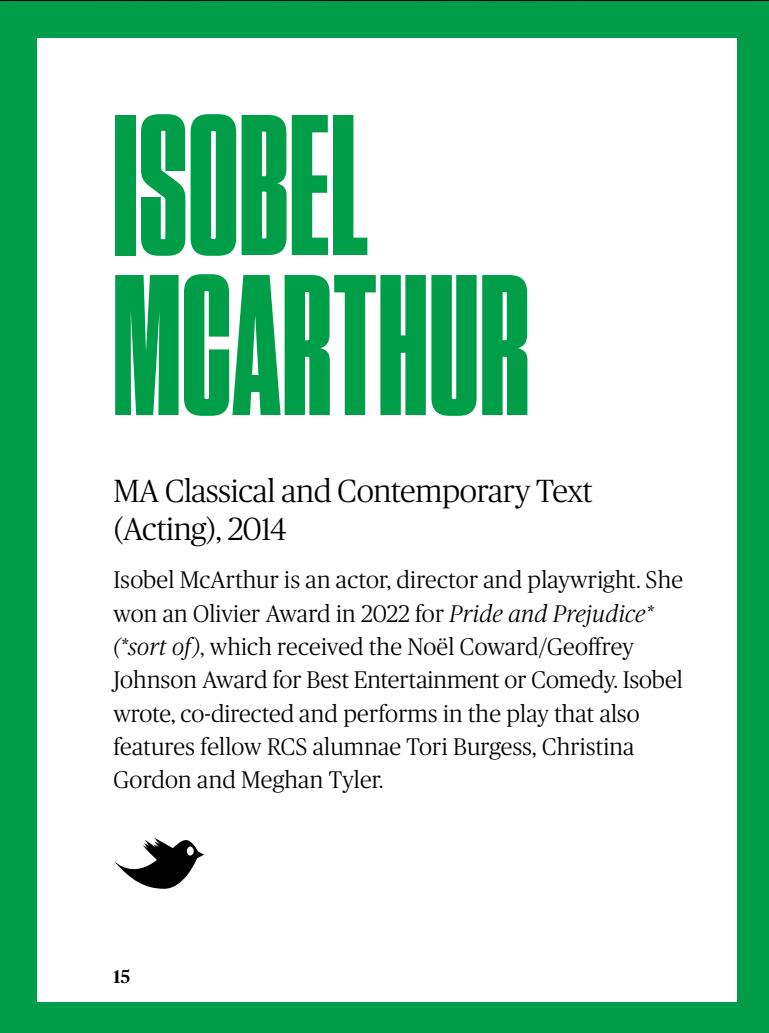 ISOBEL
MCARTHUR
MA Classical and Contemporary Text
(Acting), 2014
Isobel McArthur is an actor, director and playwright. She
won an Olivier Award in 2022 for Pride and Prejudice*
(*sort of), which received the Noël Coward/Geoffrey
Johnson Award for Best Entertainment or Comedy. Isobel
wrote, co-directed and performs in the play that also
features fellow RCS alumnae Tori Burgess, Christina
Gordon and Meghan Tyler.
15